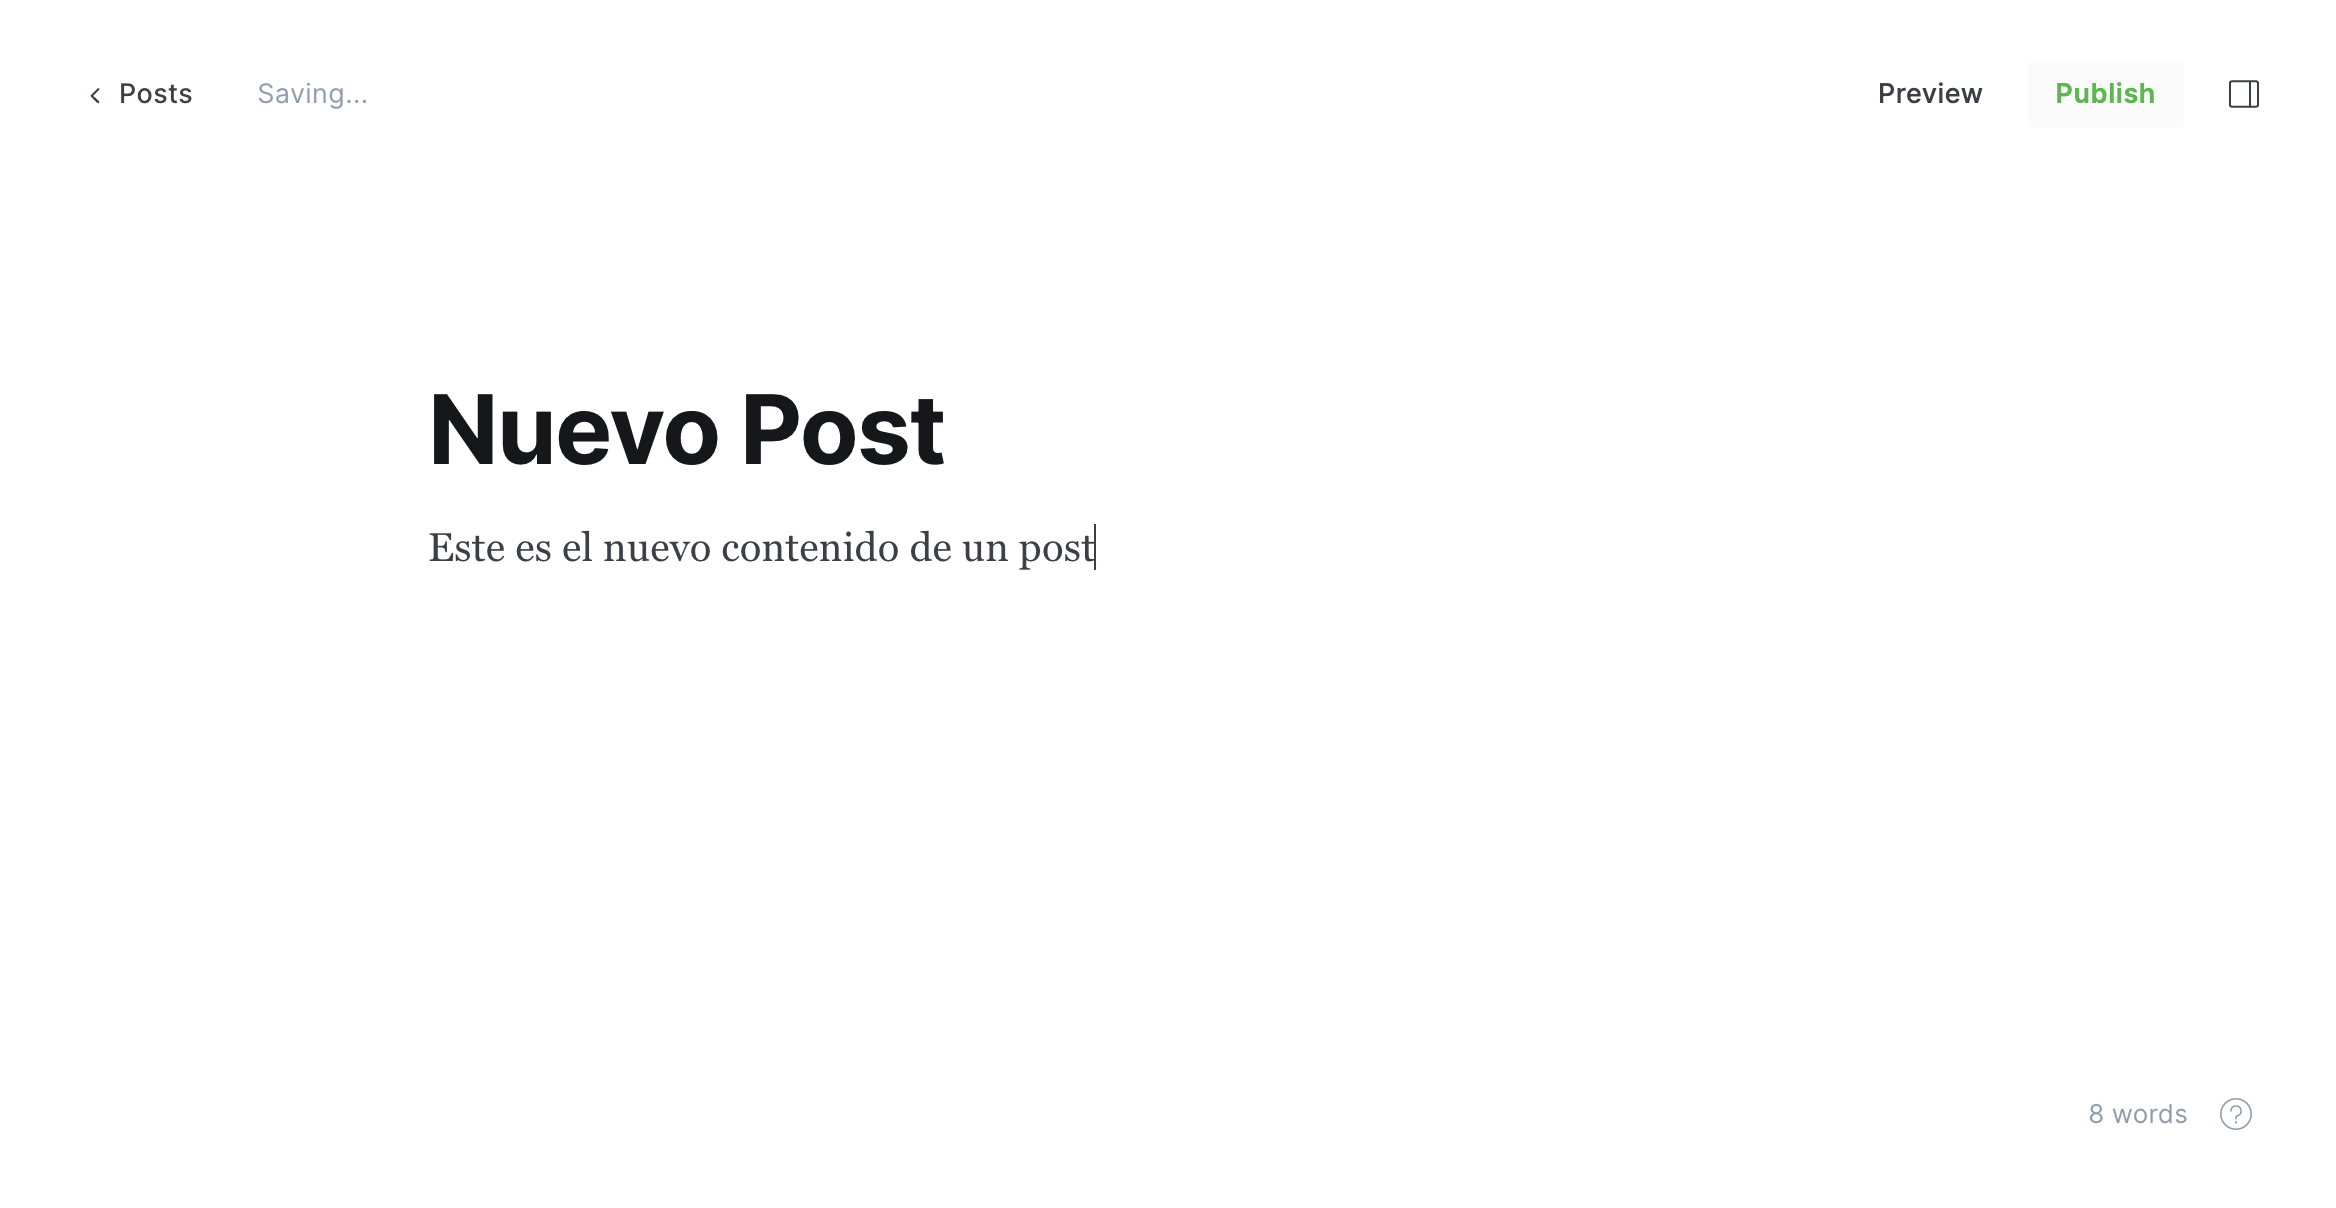 Posts
Saving...
Preview
Publish
Nuevo Post
Este es el nuevo contenido de un post
8 words
?